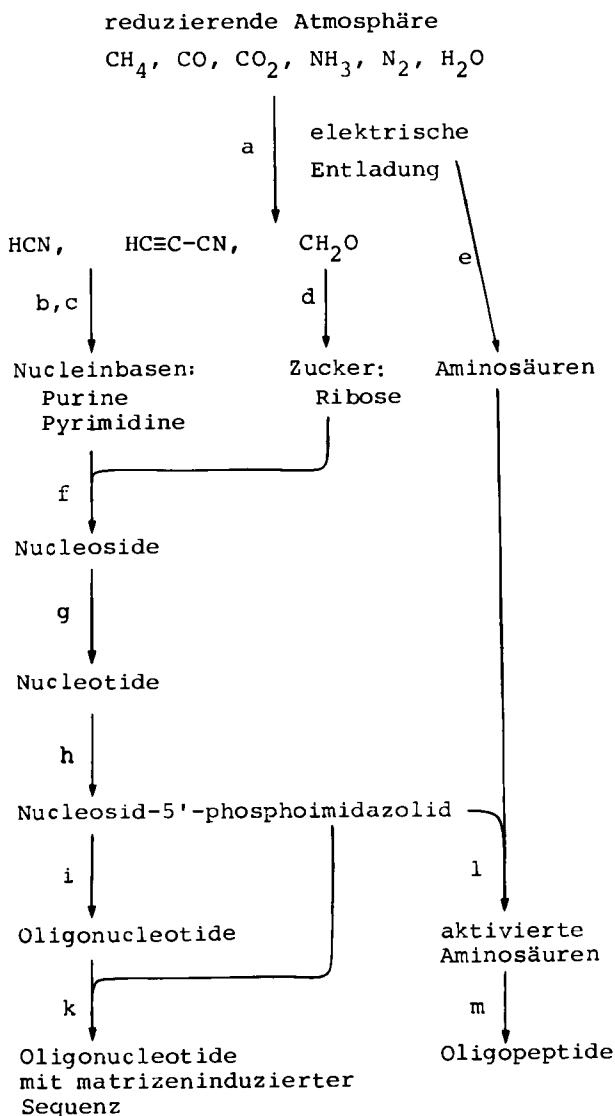 reduzierende Atmosphäre
CH₄, CO, CO₂, NH₃, N₂, H₂O
a
elektrische
Entladung
HCN, HC≡C-CN, CH₂O
b,c
d
e
Nucleinbasen:
Purine
Pyrimidine
Zucker:
Ribose
Aminosäuren
f
Nucleoside
g
Nucleotide
h
Nucleosid-5'-phosphoimidazolid
i
l
Oligonucleotide
aktivierte
Aminosäuren
k
m
Oligonucleotide
mit matrizeninduzierter
Sequenz
Oligopeptide